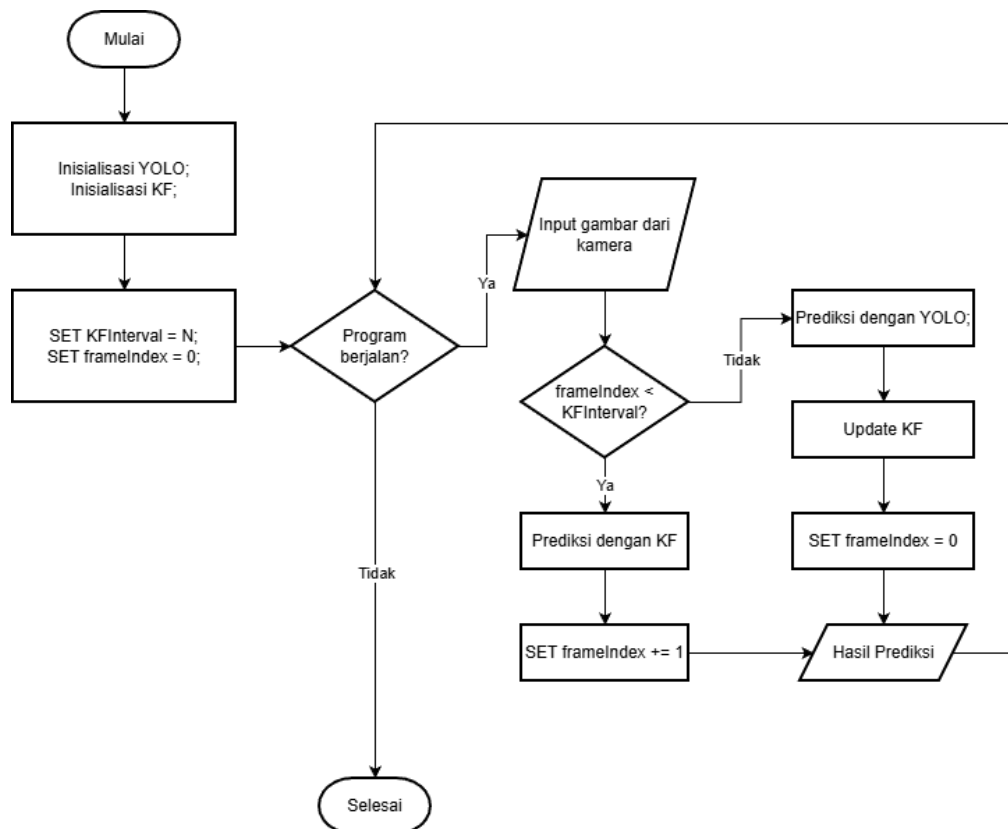 Mulai
Inisialisasi YOLO;
Inisialisasi KF;
SET KFInterval = N;
SET frameIndex = 0;
Program
berjalan?
Ya
Input gambar dari
kamera
frameIndex <
KFInterval?
Tidak
Prediksi dengan YOLO;
Update KF
SET frameIndex = 0
Ya
Prediksi dengan KF
SET frameIndex += 1
Hasil Prediksi
Tidak
Selesai